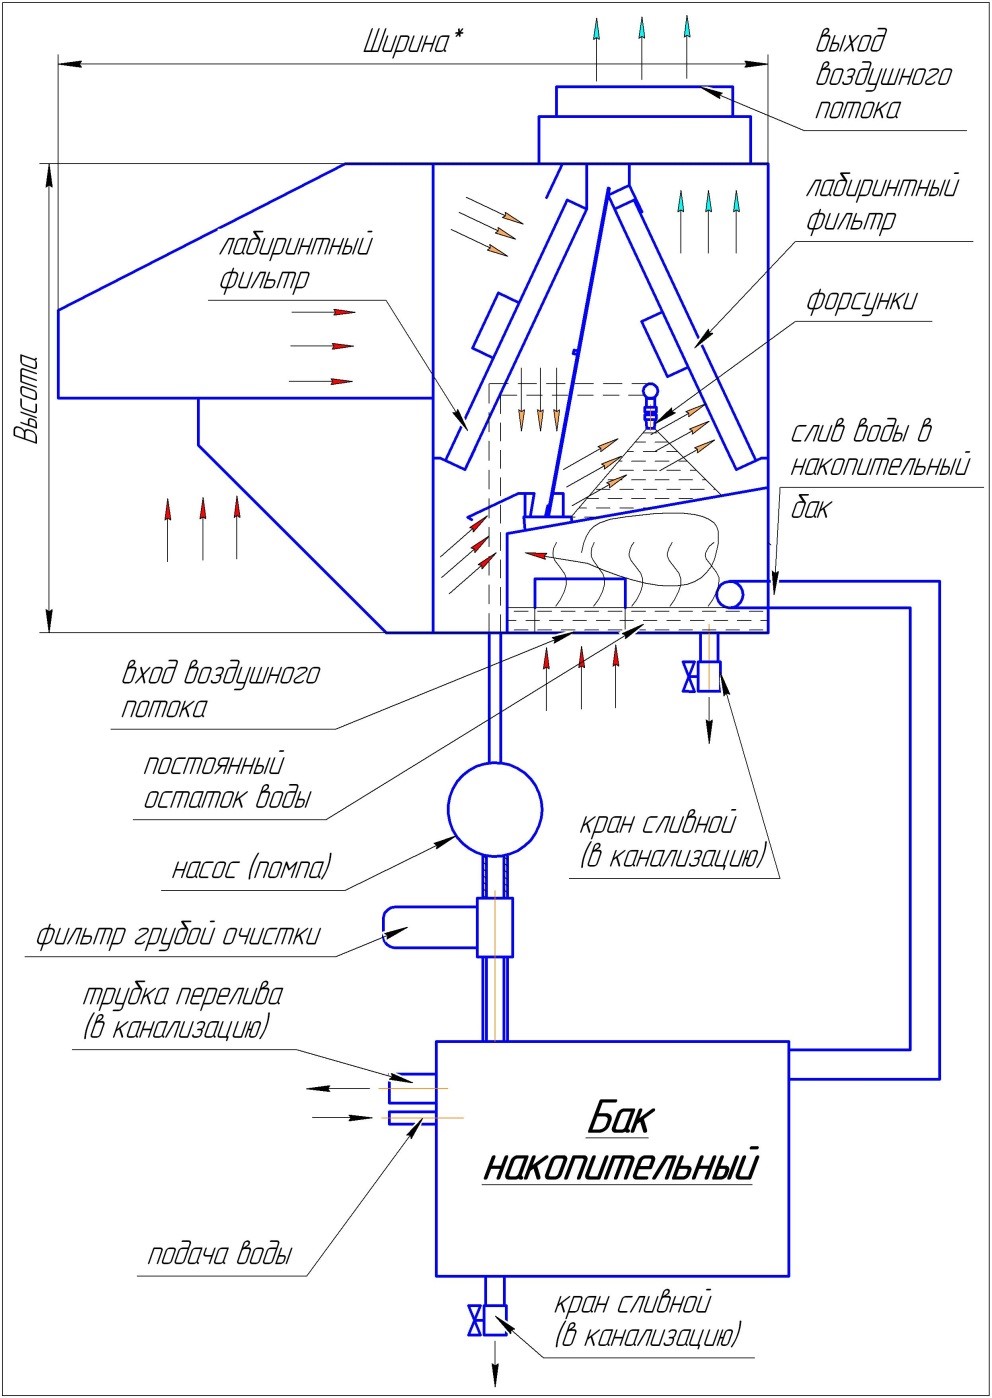 Ширина*
выход
воздушного
потока
лабиринтный
фильтр
лабиринтный
фильтр
форсунки
Высота
слив воды в
накопительный
бак
вход воздушного
потока
постоянный
остаток воды
кран сливной
(в канализацию)
насос (помпа)
фильтр грубой очистки
трубка перелива
(в канализацию)
Бак
накопительный
подача воды
кран сливной
(в канализацию)